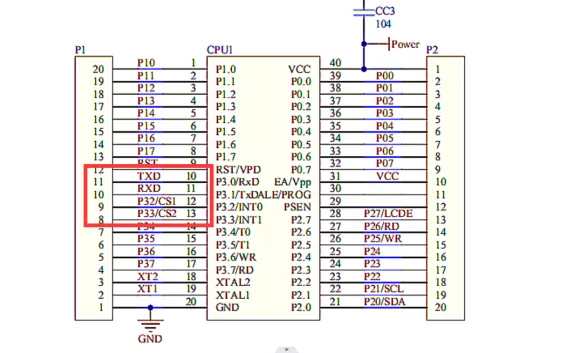 CC3
104
Power
P1 CPU1 P2
20 P10 1 P1.0 VCC 40 1
19 P11 2 P1.1 P0.0 39 P00 2
18 P12 3 P1.2 P0.1 38 P01 3
17 P13 4 P1.3 P0.2 37 P02 4
16 P14 5 P1.4 P0.3 36 P03 5
15 P15 6 P1.5 P0.4 35 P04 6
14 P16 7 P1.6 P0.5 34 P05 7
13 P17 8 P1.7 P0.6 33 P06 8
12 RST 9 RST/VPD P0.7 32 P07 9
11 TXD 10 P3.0/RxD EA/Vpp 31 VCC 10
10 RXD 11 P3.1/TxDALE/PROG 30 11
9 P32/CS1 12 P3.2/INT0 PSEN 29 12
8 P33/CS2 13 P3.3/INT1 P2.7 28 P27/LCDE 13
7 P34 14 P3.4/T0 P2.6 27 P26/RD 14
6 P35 15 P3.5/T1 P2.5 26 P25/WR 15
5 P36 16 P3.6/WR P2.4 25 P24 16
4 P37 17 P3.7/RD P2.3 24 P23 17
3 XT2 18 XTAL2 P2.2 23 P22 18
2 XT1 19 XTAL1 P2.1 22 P21/SCL 19
1 20 GND P2.0 21 P20/SDA 20
GND